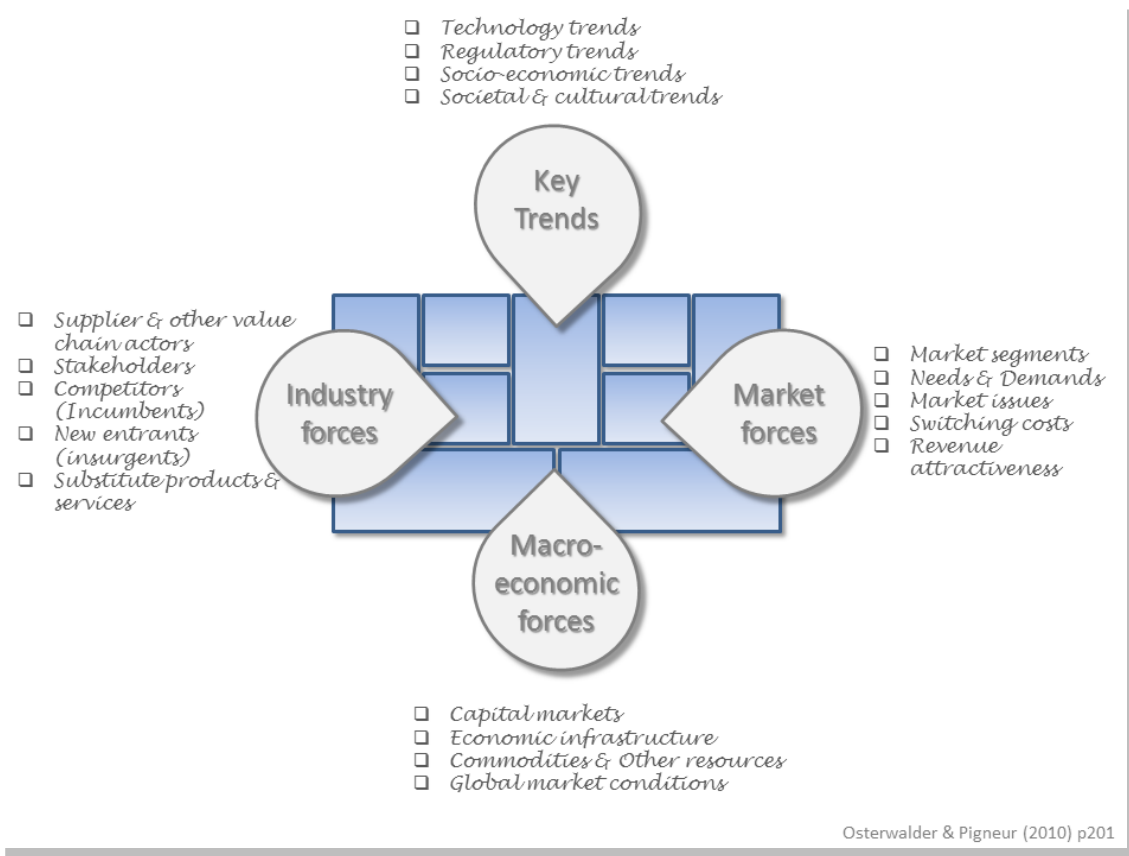 Technology trends
Regulatory trends
Socio-economic trends
Societal & cultural trends
Key
Trends
Supplier & other value
chain actors
Stakeholders
Competitors
(Incumbents)
New entrants
(insurgents)
Substitute products &
services
Industry
forces
Market
forces
Market segments
Needs & Demands
Market issues
Switching costs
Revenue
attractiveness
Macro-
economic
forces
Capital markets
Economic infrastructure
Commodities & Other resources
Global market conditions
Osterwalder & Pigneur (2010) p201